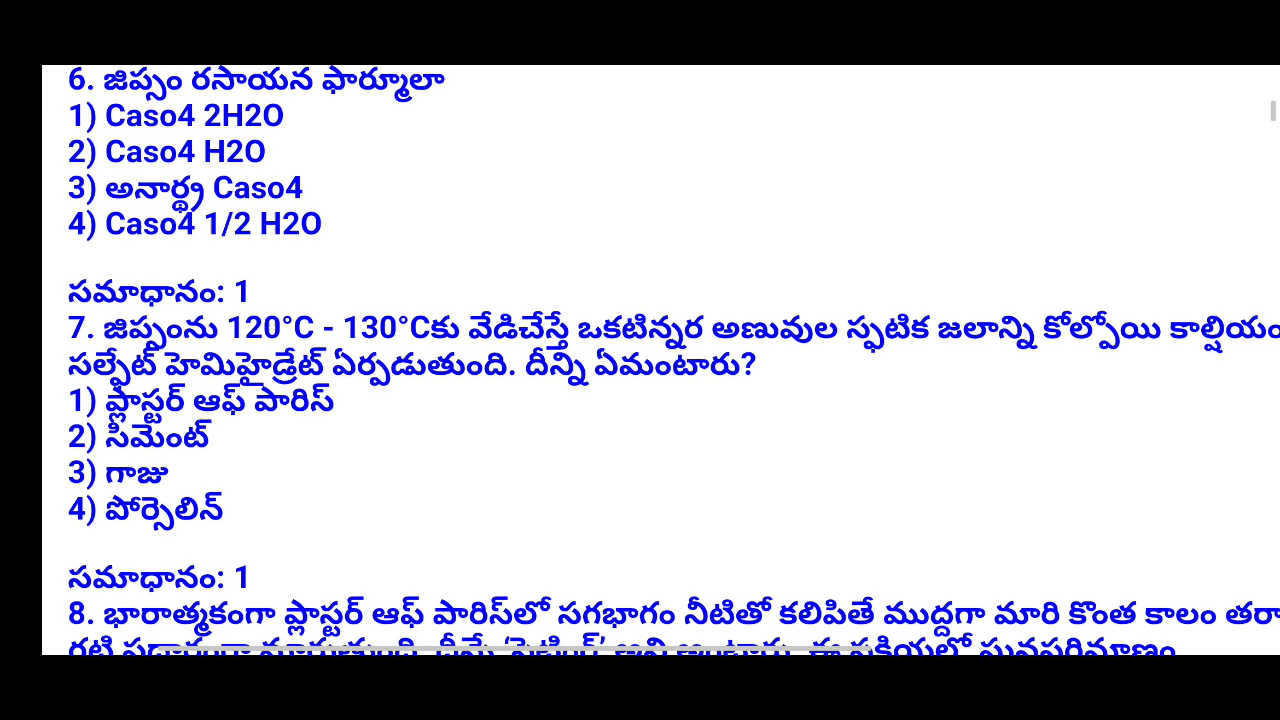 6. జిప్సం రసాయన ఫార్మూలా
1) Caso4 2H2O
2) Caso4 H2O
3) అనార్థ్ర Caso4
4) Caso4 1/2 H2O
సమాధానం: 1
7. జిప్పంను 120°C - 130°Cకు వేడిచేస్తే ఒకటిన్నర అణువుల స్ఫటిక జలాన్ని కోల్పోయి కాల్షియం
సల్ఫేట్ హెమిహైడ్రేట్ ఏర్పడుతుంది. దీన్ని ఏమంటారు?
1) ప్లాస్టర్ ఆఫ్ పారిస్
2) సిమెంట్
3) గాజు
4) పోర్సెలిన్
సమాధానం: 1
8. భారాత్మకంగా ప్లాస్టర్ ఆఫ్ పారిస్‌లో సగభాగం నీటితో కలిపితే ముద్దగా మారి కొంత కాలం